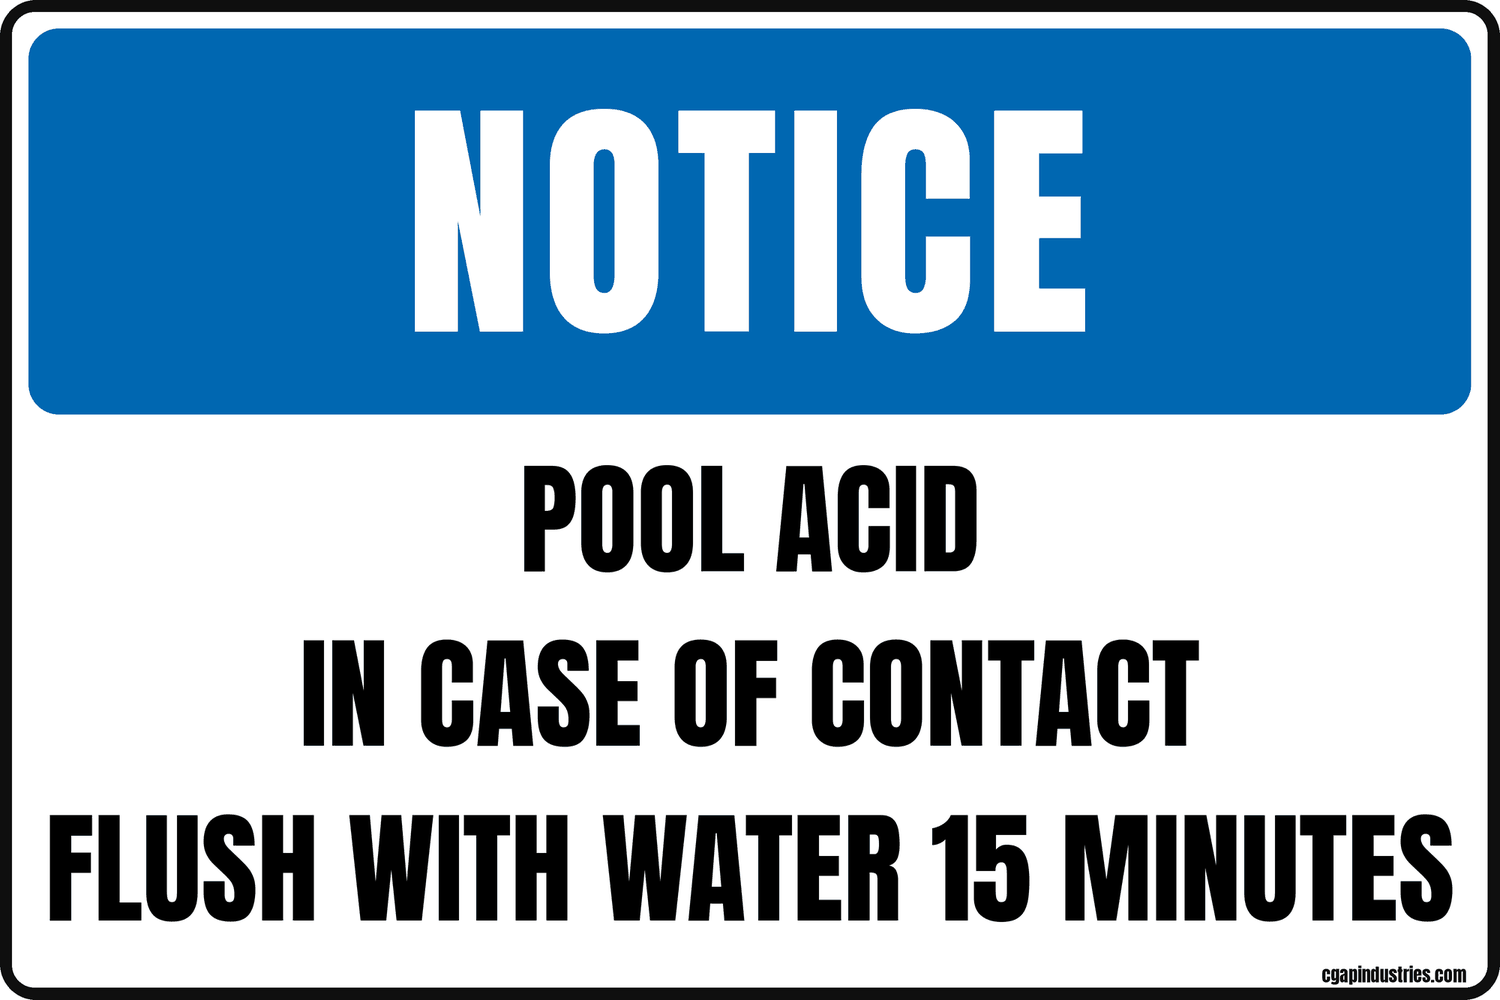 NOTICE
POOL ACID
IN CASE OF CONTACT
FLUSH WITH WATER 15 MINUTES
cgapindustries.com